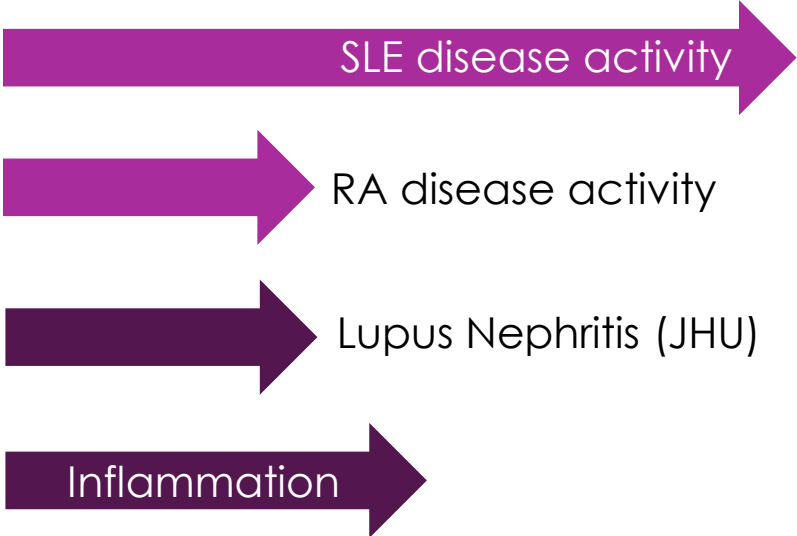 SLE disease activity
RA disease activity
Lupus Nephritis (JHU)
Inflammation